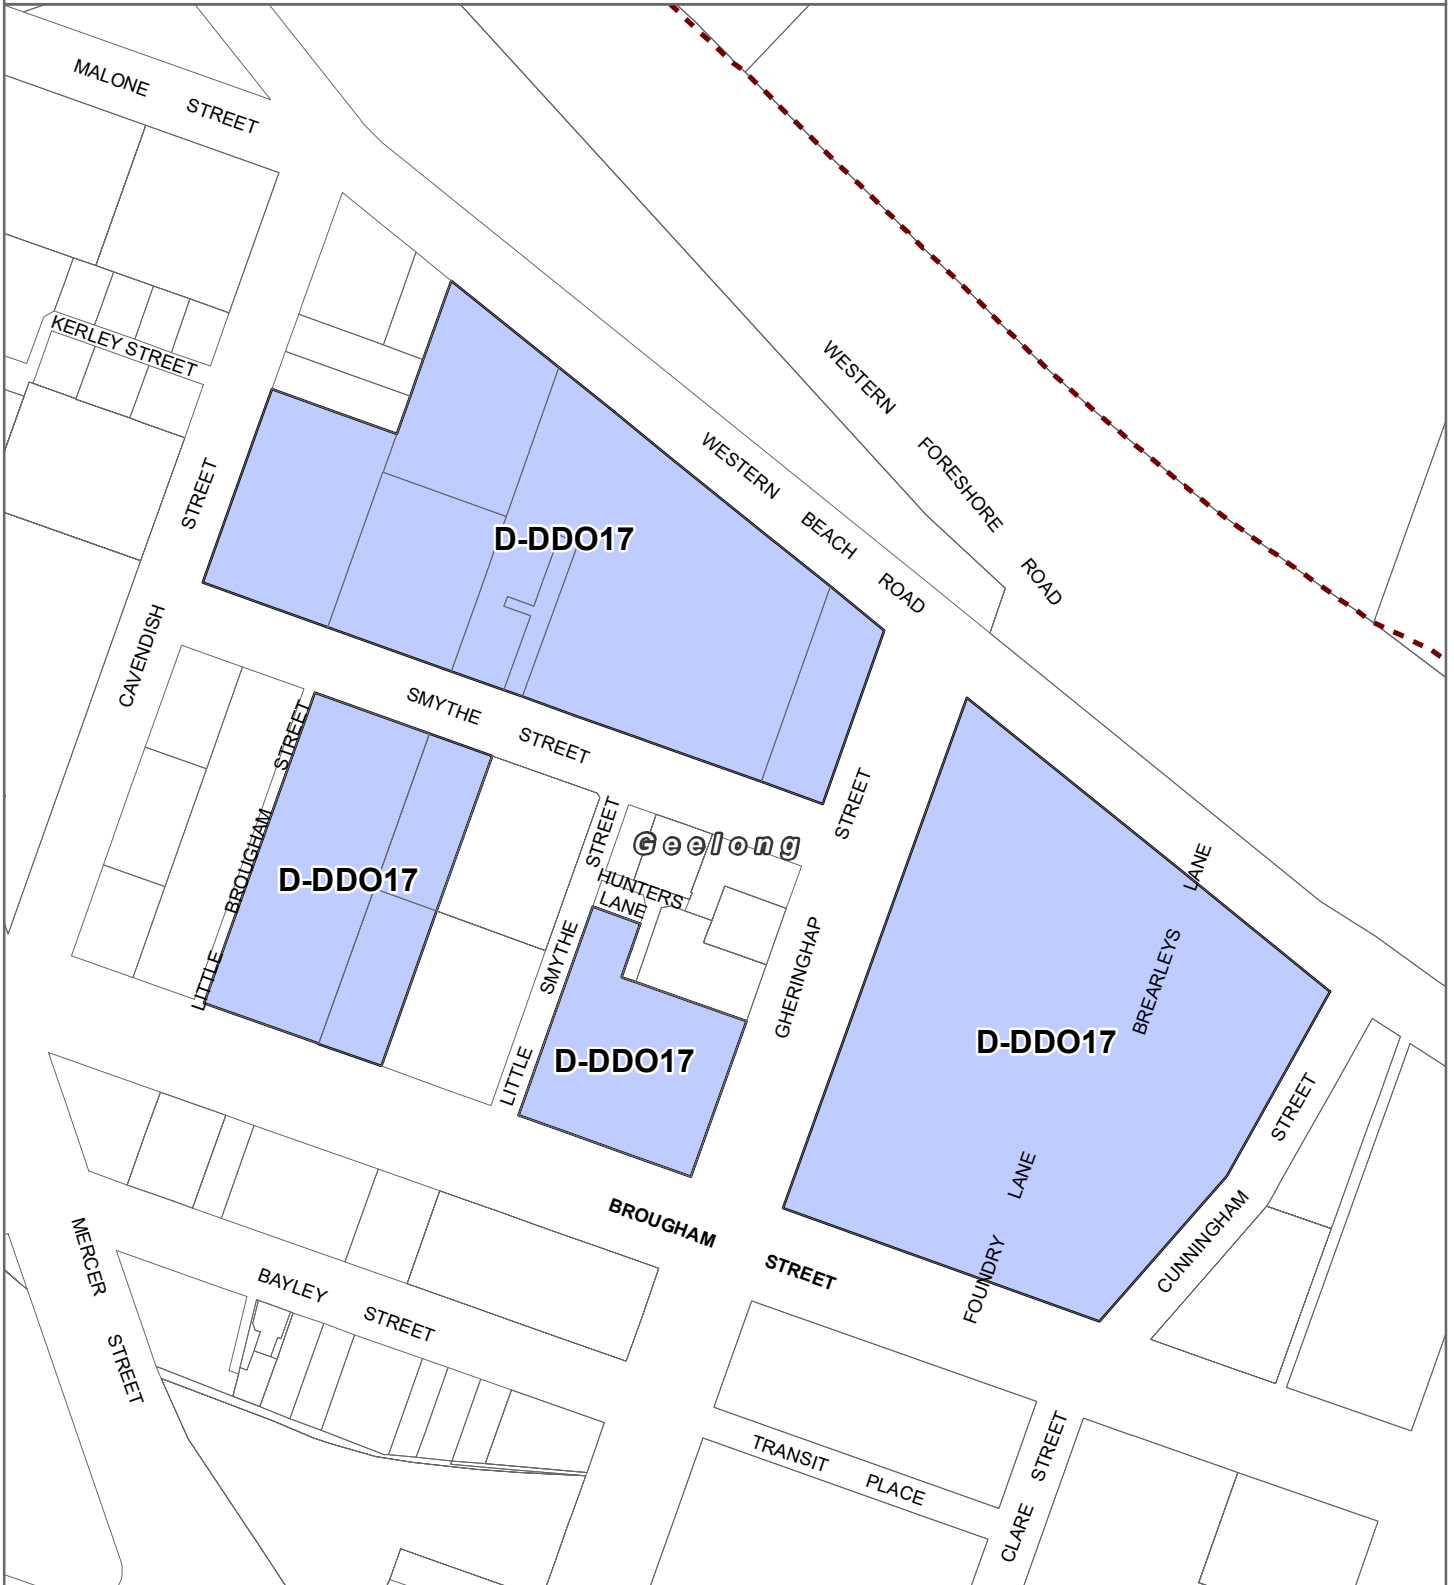 MALONE STREET
KERLEY STREET
CAVENDISH STREET
WESTERN FORESHORE ROAD
WESTERN BEACH ROAD
D-DDO17
SMYTHE STREET
LITTLE BROUGHAM STREET
D-DDO17
LITTLE SMYTHE STREET
Geelong
HUNTERS
LANE
GHERINGHAP STREET
D-DDO17
BREARLEYS LANE
D-DDO17
FOUNDRY LANE
CUNNINGHAM STREET
BROUGHAM STREET
MERCER STREET
BAYLEY STREET
TRANSIT PLACE
CLARE STREET